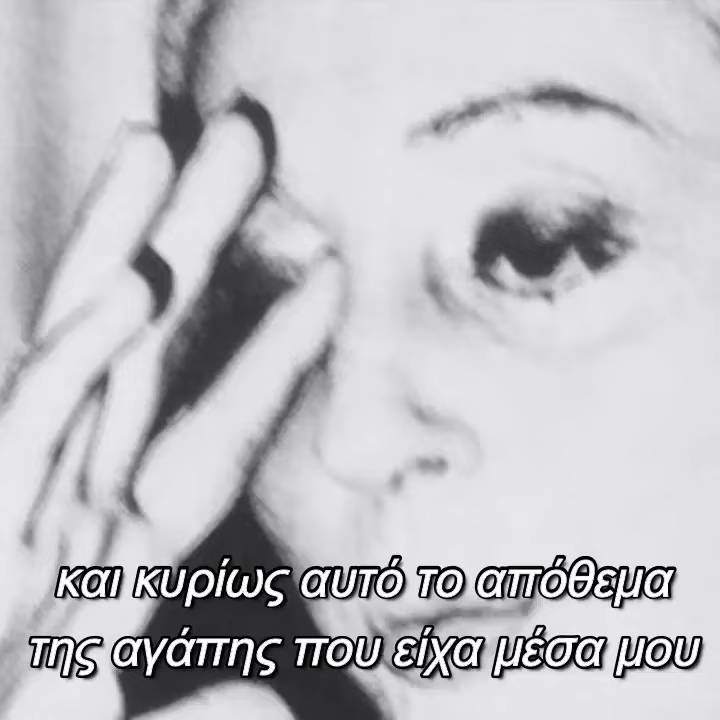 και κυρίως αυτό το απόθεμα
της αγάπης που είχα μέσα μου